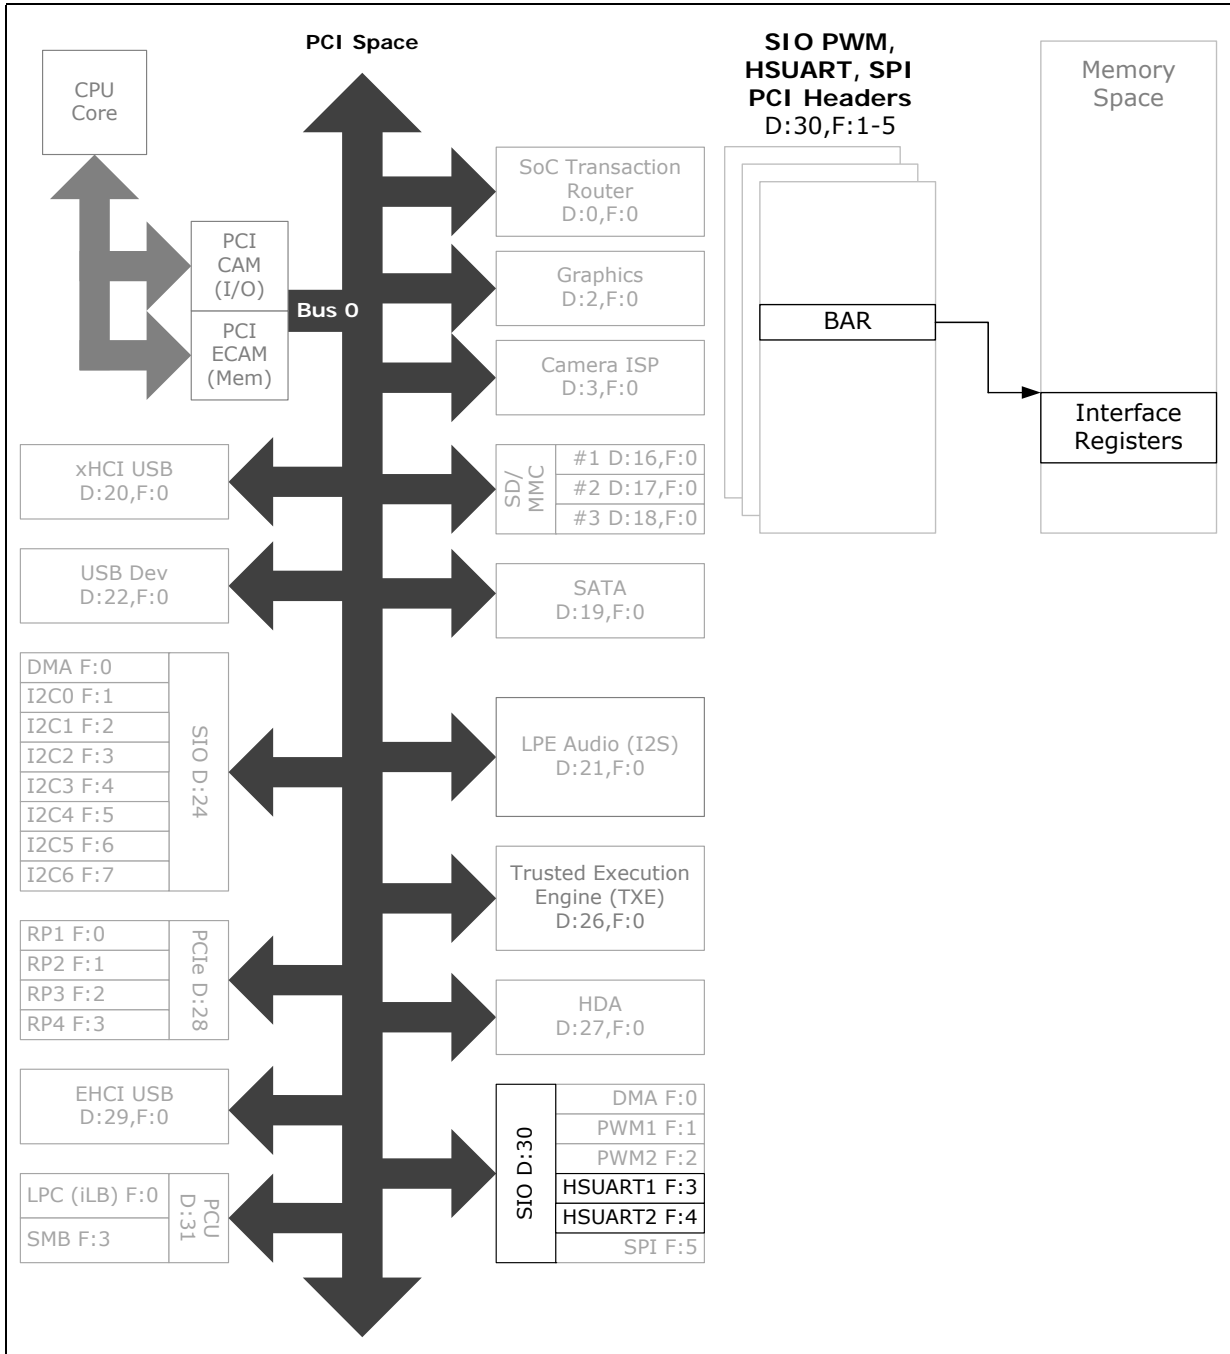 PCI Space
CPU
Core
PCI
CAM
(I/O)
PCI
ECAM
(Mem)
Bus 0
SIO PWM,
HSUART, SPI
PCI Headers
D:30,F:1-5
BAR
Memory
Space
Interface
Registers
SoC Transaction
Router
D:0,F:0
Graphics
D:2,F:0
Camera ISP
D:3,F:0
SD/
MMC
#1 D:16,F:0
#2 D:17,F:0
#3 D:18,F:0
SATA
D:19,F:0
LPE Audio (I2S)
D:21,F:0
Trusted Execution
Engine (TXE)
D:26,F:0
HDA
D:27,F:0
SIO D:30
DMA F:0
PWM1 F:1
PWM2 F:2
HSUART1 F:3
HSUART2 F:4
SPI F:5
xHCI USB
D:20,F:0
USB Dev
D:22,F:0
DMA F:0
I2C0 F:1
I2C1 F:2
I2C2 F:3
I2C3 F:4
I2C4 F:5
I2C5 F:6
I2C6 F:7
SIO D:24
RP1 F:0
RP2 F:1
RP3 F:2
RP4 F:3
PCIe D:28
EHCI USB
D:29,F:0
LPC (iLB) F:0
SMB F:3
PCU
D:31